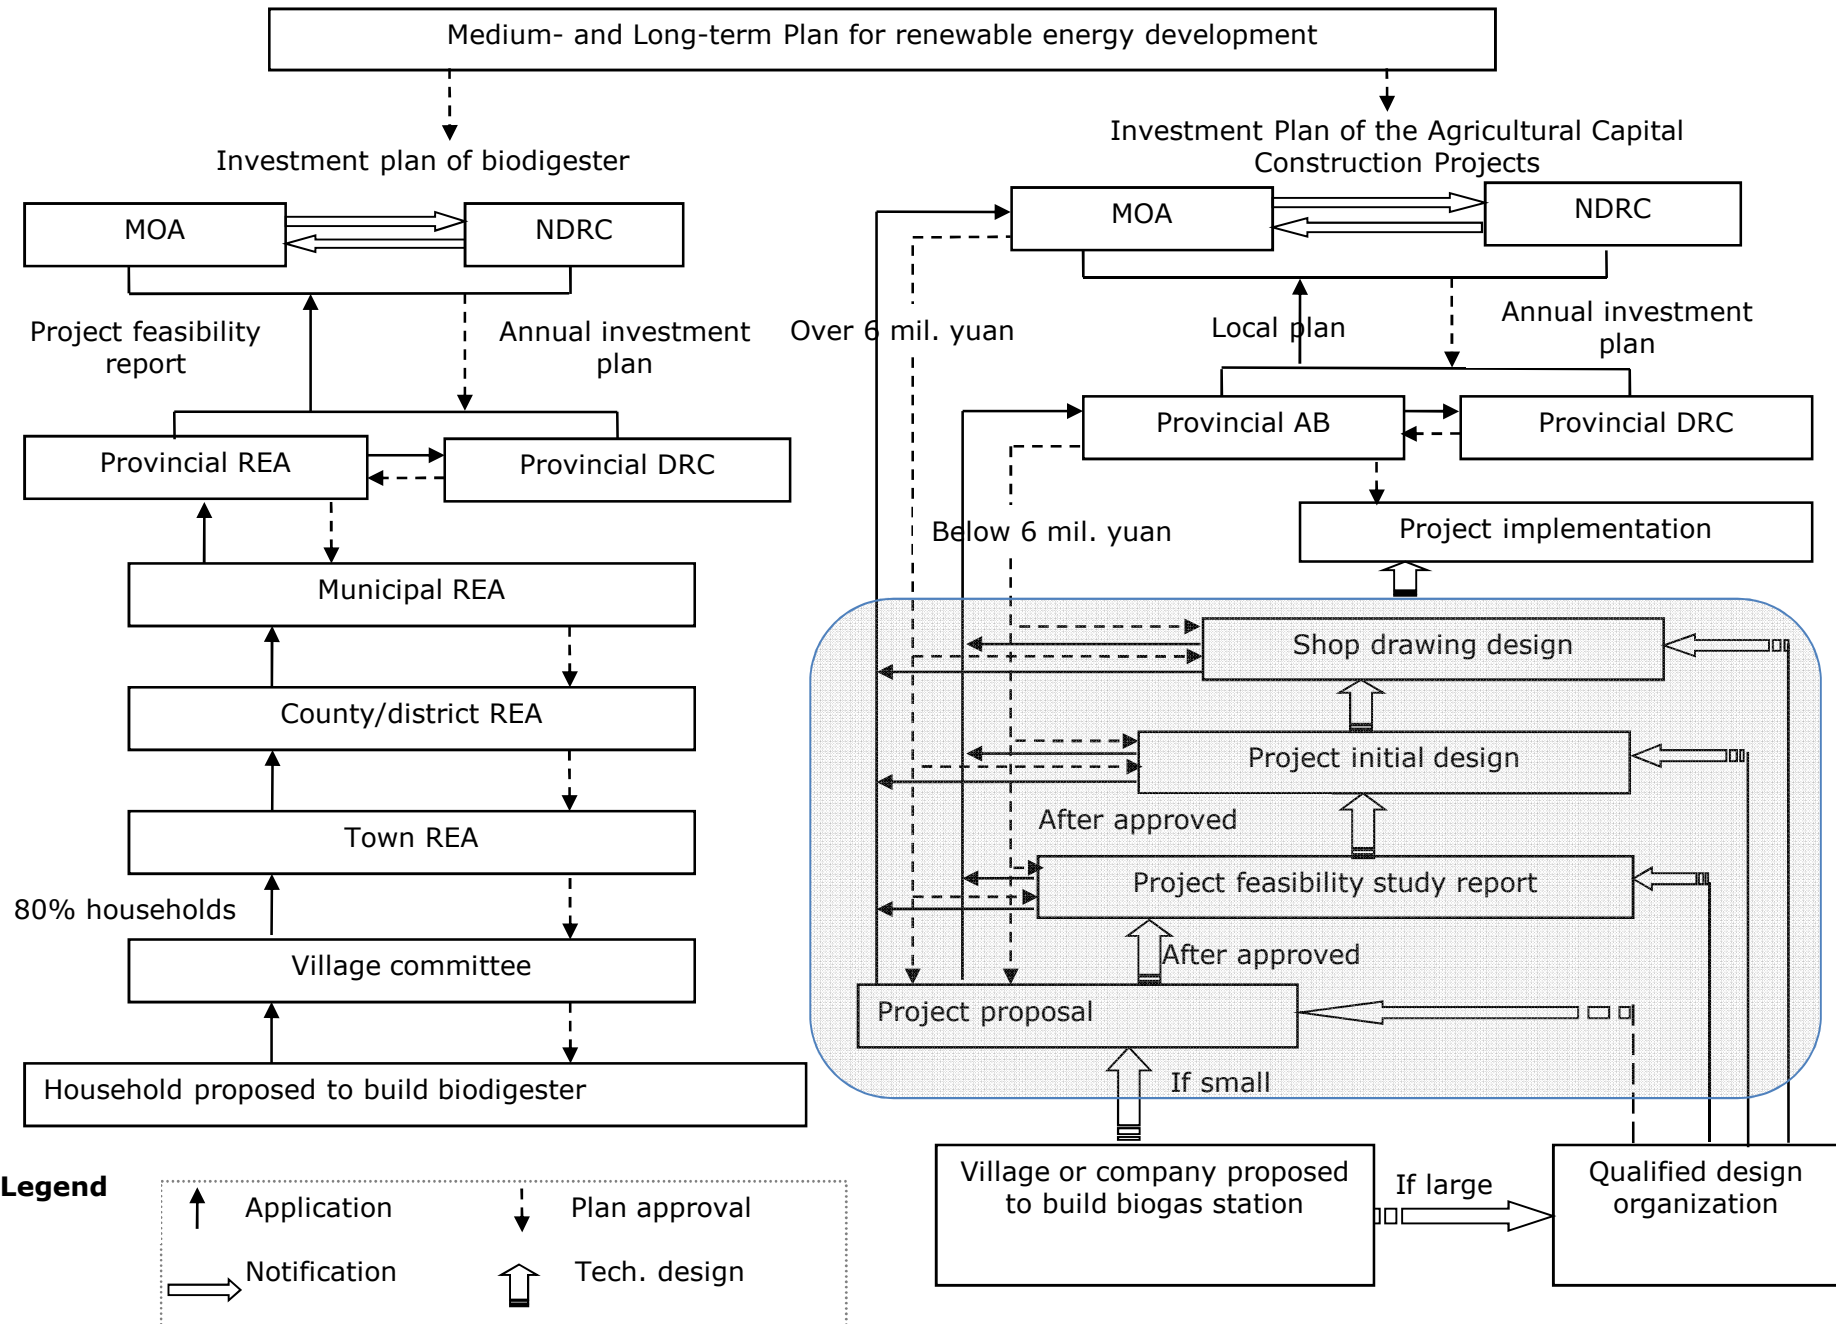 Medium- and Long-term Plan for renewable energy development
Investment plan of biodigester
Investment Plan of the Agricultural Capital
Construction Projects
MOA
NDRC
MOA
NDRC
Project feasibility
report
Annual investment
plan
Over 6 mil. yuan
Local plan
Annual investment
plan
Provincial REA
Provincial DRC
Provincial AB
Provincial DRC
Below 6 mil. yuan
Project implementation
Municipal REA
Shop drawing design
County/district REA
Project initial design
Town REA
After approved
Project feasibility study report
80% households
Village committee
After approved
Project proposal
Household proposed to build biodigester
If small
Village or company proposed
to build biogas station
If large
Qualified design
organization
Legend
Application
Plan approval
Notification
Tech. design